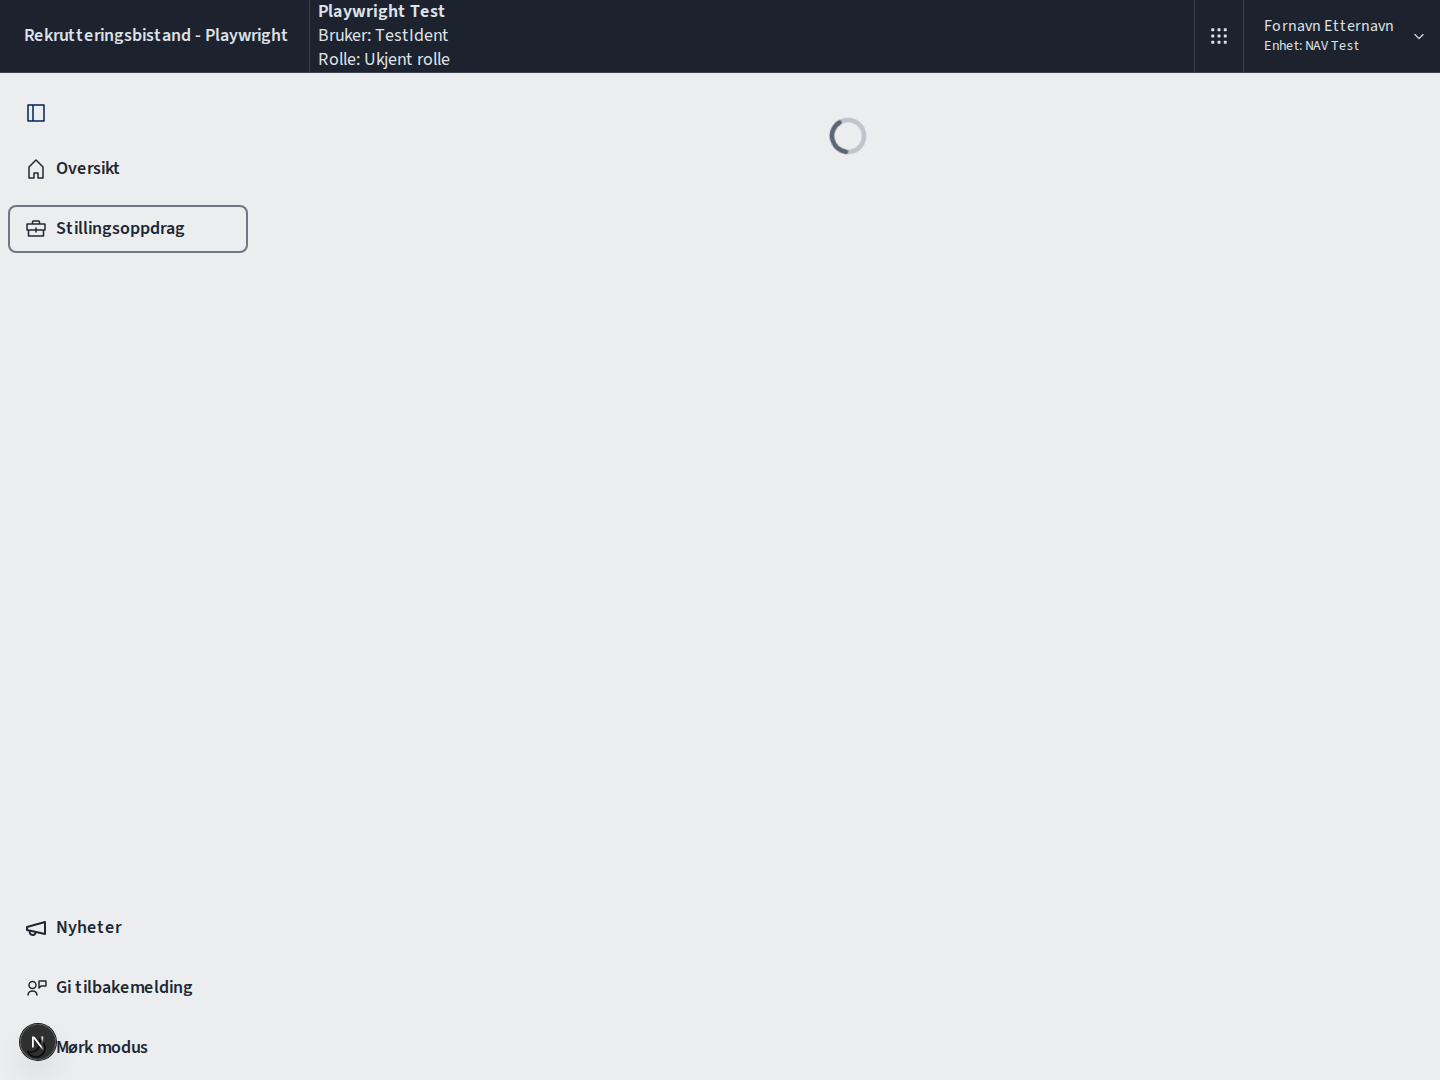 Rekrutteringsbistand - Playwright
Playwright Test
Bruker: TestIdent
Rolle: Ukjent rolle
Fornavn Etternavn
Enhet: NAV Test
Oversikt
Stillingsoppdrag
Nyheter
Gi tilbakemelding
N
Mørk modus